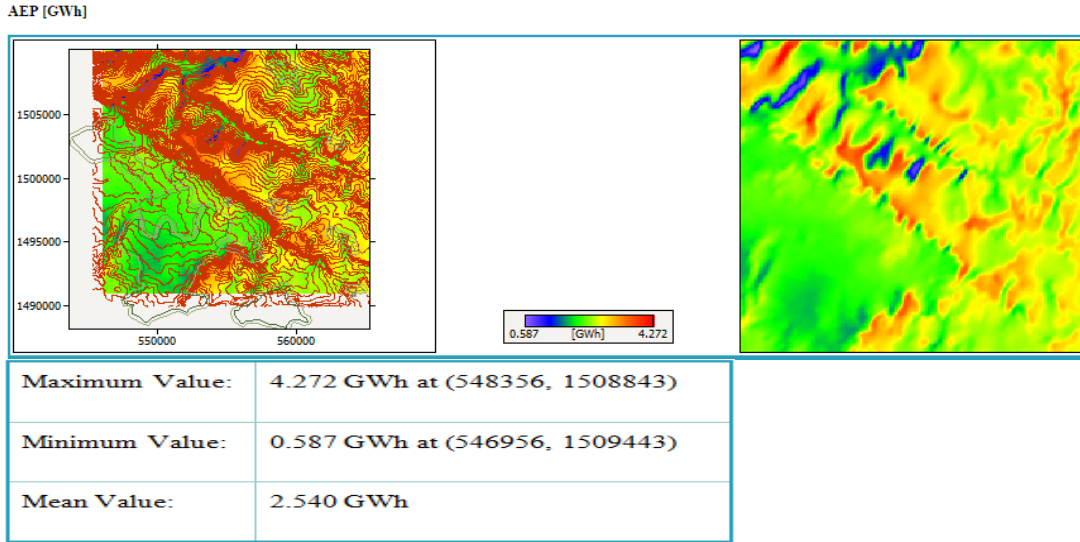 AEP [GWh]
1505000
1500000
1495000
1490000
550000
560000
0.587 [GWh] 4.272
Maximum Value: 4.272 GWh at (548356, 1508843)
Minimum Value: 0.587 GWh at (546956, 1509443)
Mean Value: 2.540 GWh